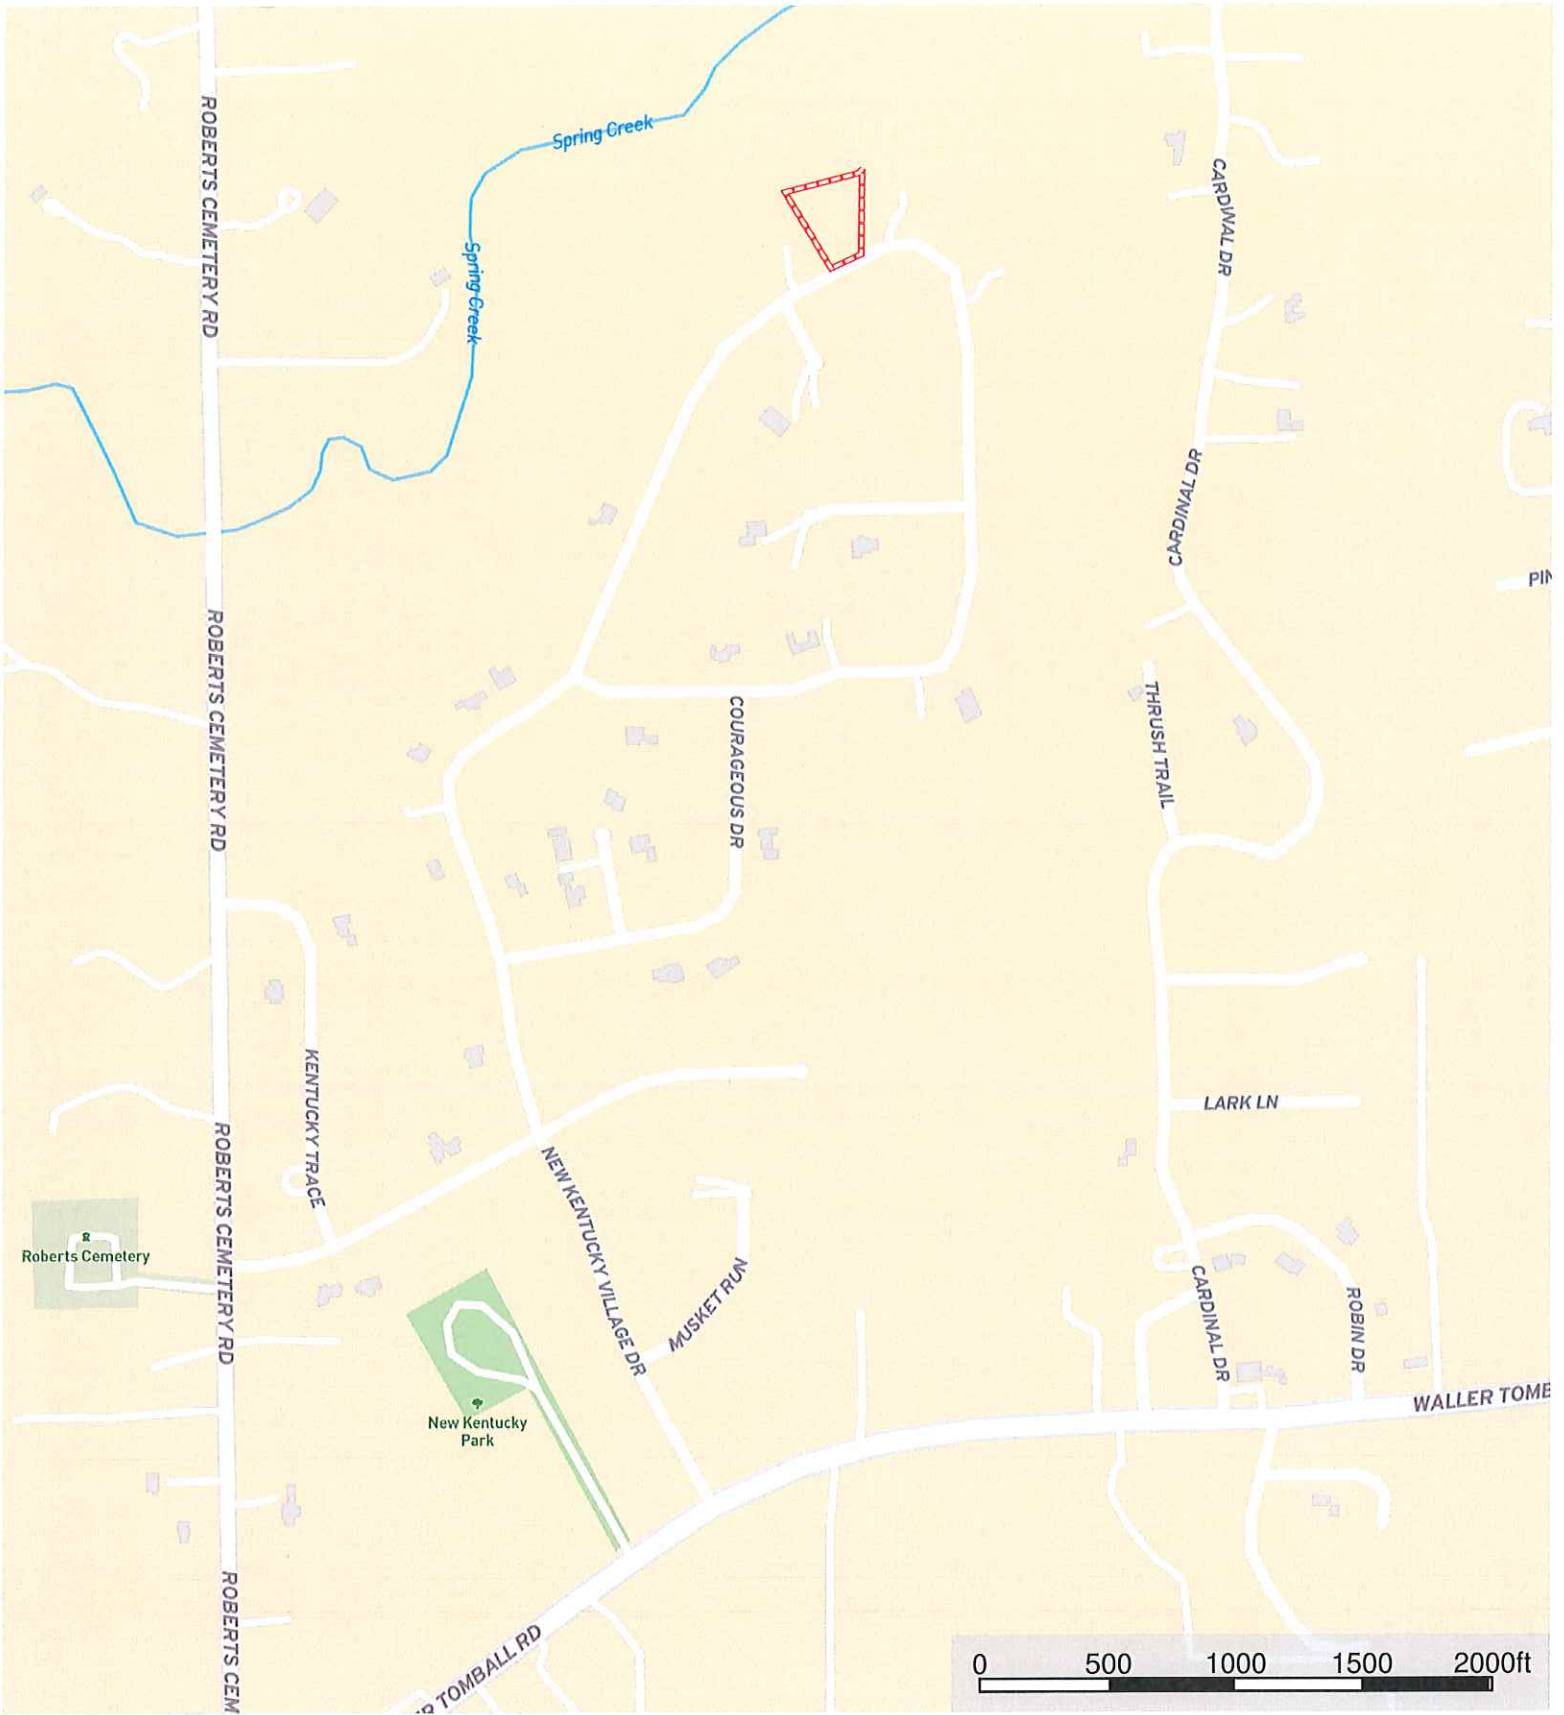 Spring Creek
ROBERTS CEMETERY RD
CARDINAL DR
Spring Creek
CARDINAL DR
PIN
ROBERTS CEMETERY RD
THRUSH TRAIL
COURAGEOUS DR
KENTUCKY TRACE
LARK LN
ROBERTS CEMETERY RD
NEW KENTUCKY VILLAGE DR
Roberts Cemetery
MUSKET RUN
CARDINAL DR
ROBIN DR
WALLER TOMB
New Kentucky
Park
ROBERTS CEM
R TOMBALL RD
0 500 1000 1500 2000ft